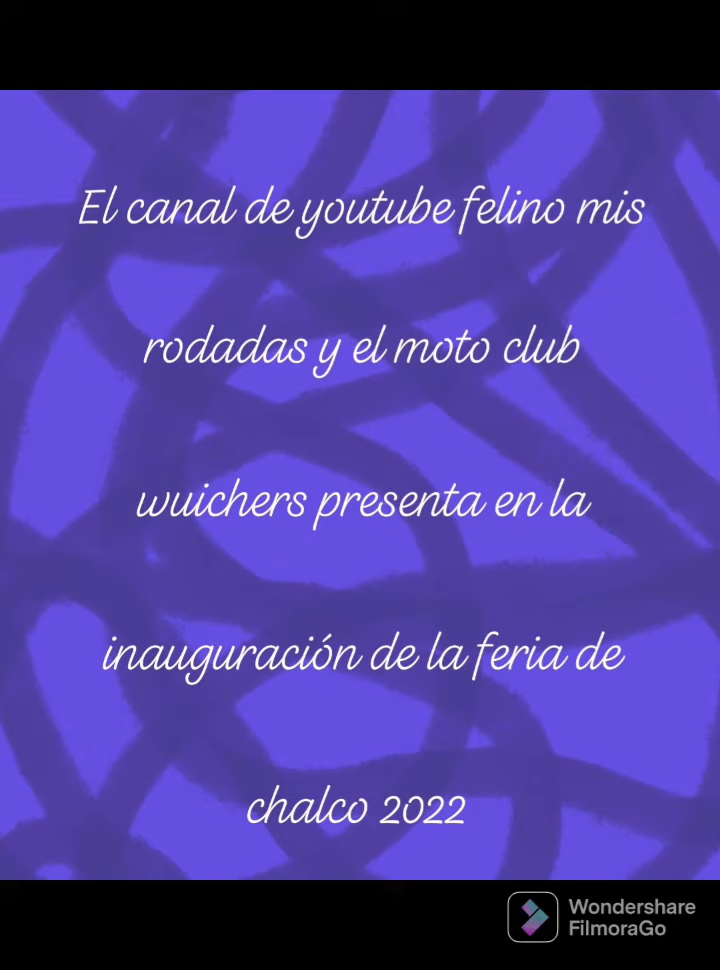 El canal de youtube felino mis
rodadas y el moto club
wuichers presenta en la
inauguración de la feria de
chalco 2022
Wondershare
FilmoraGo